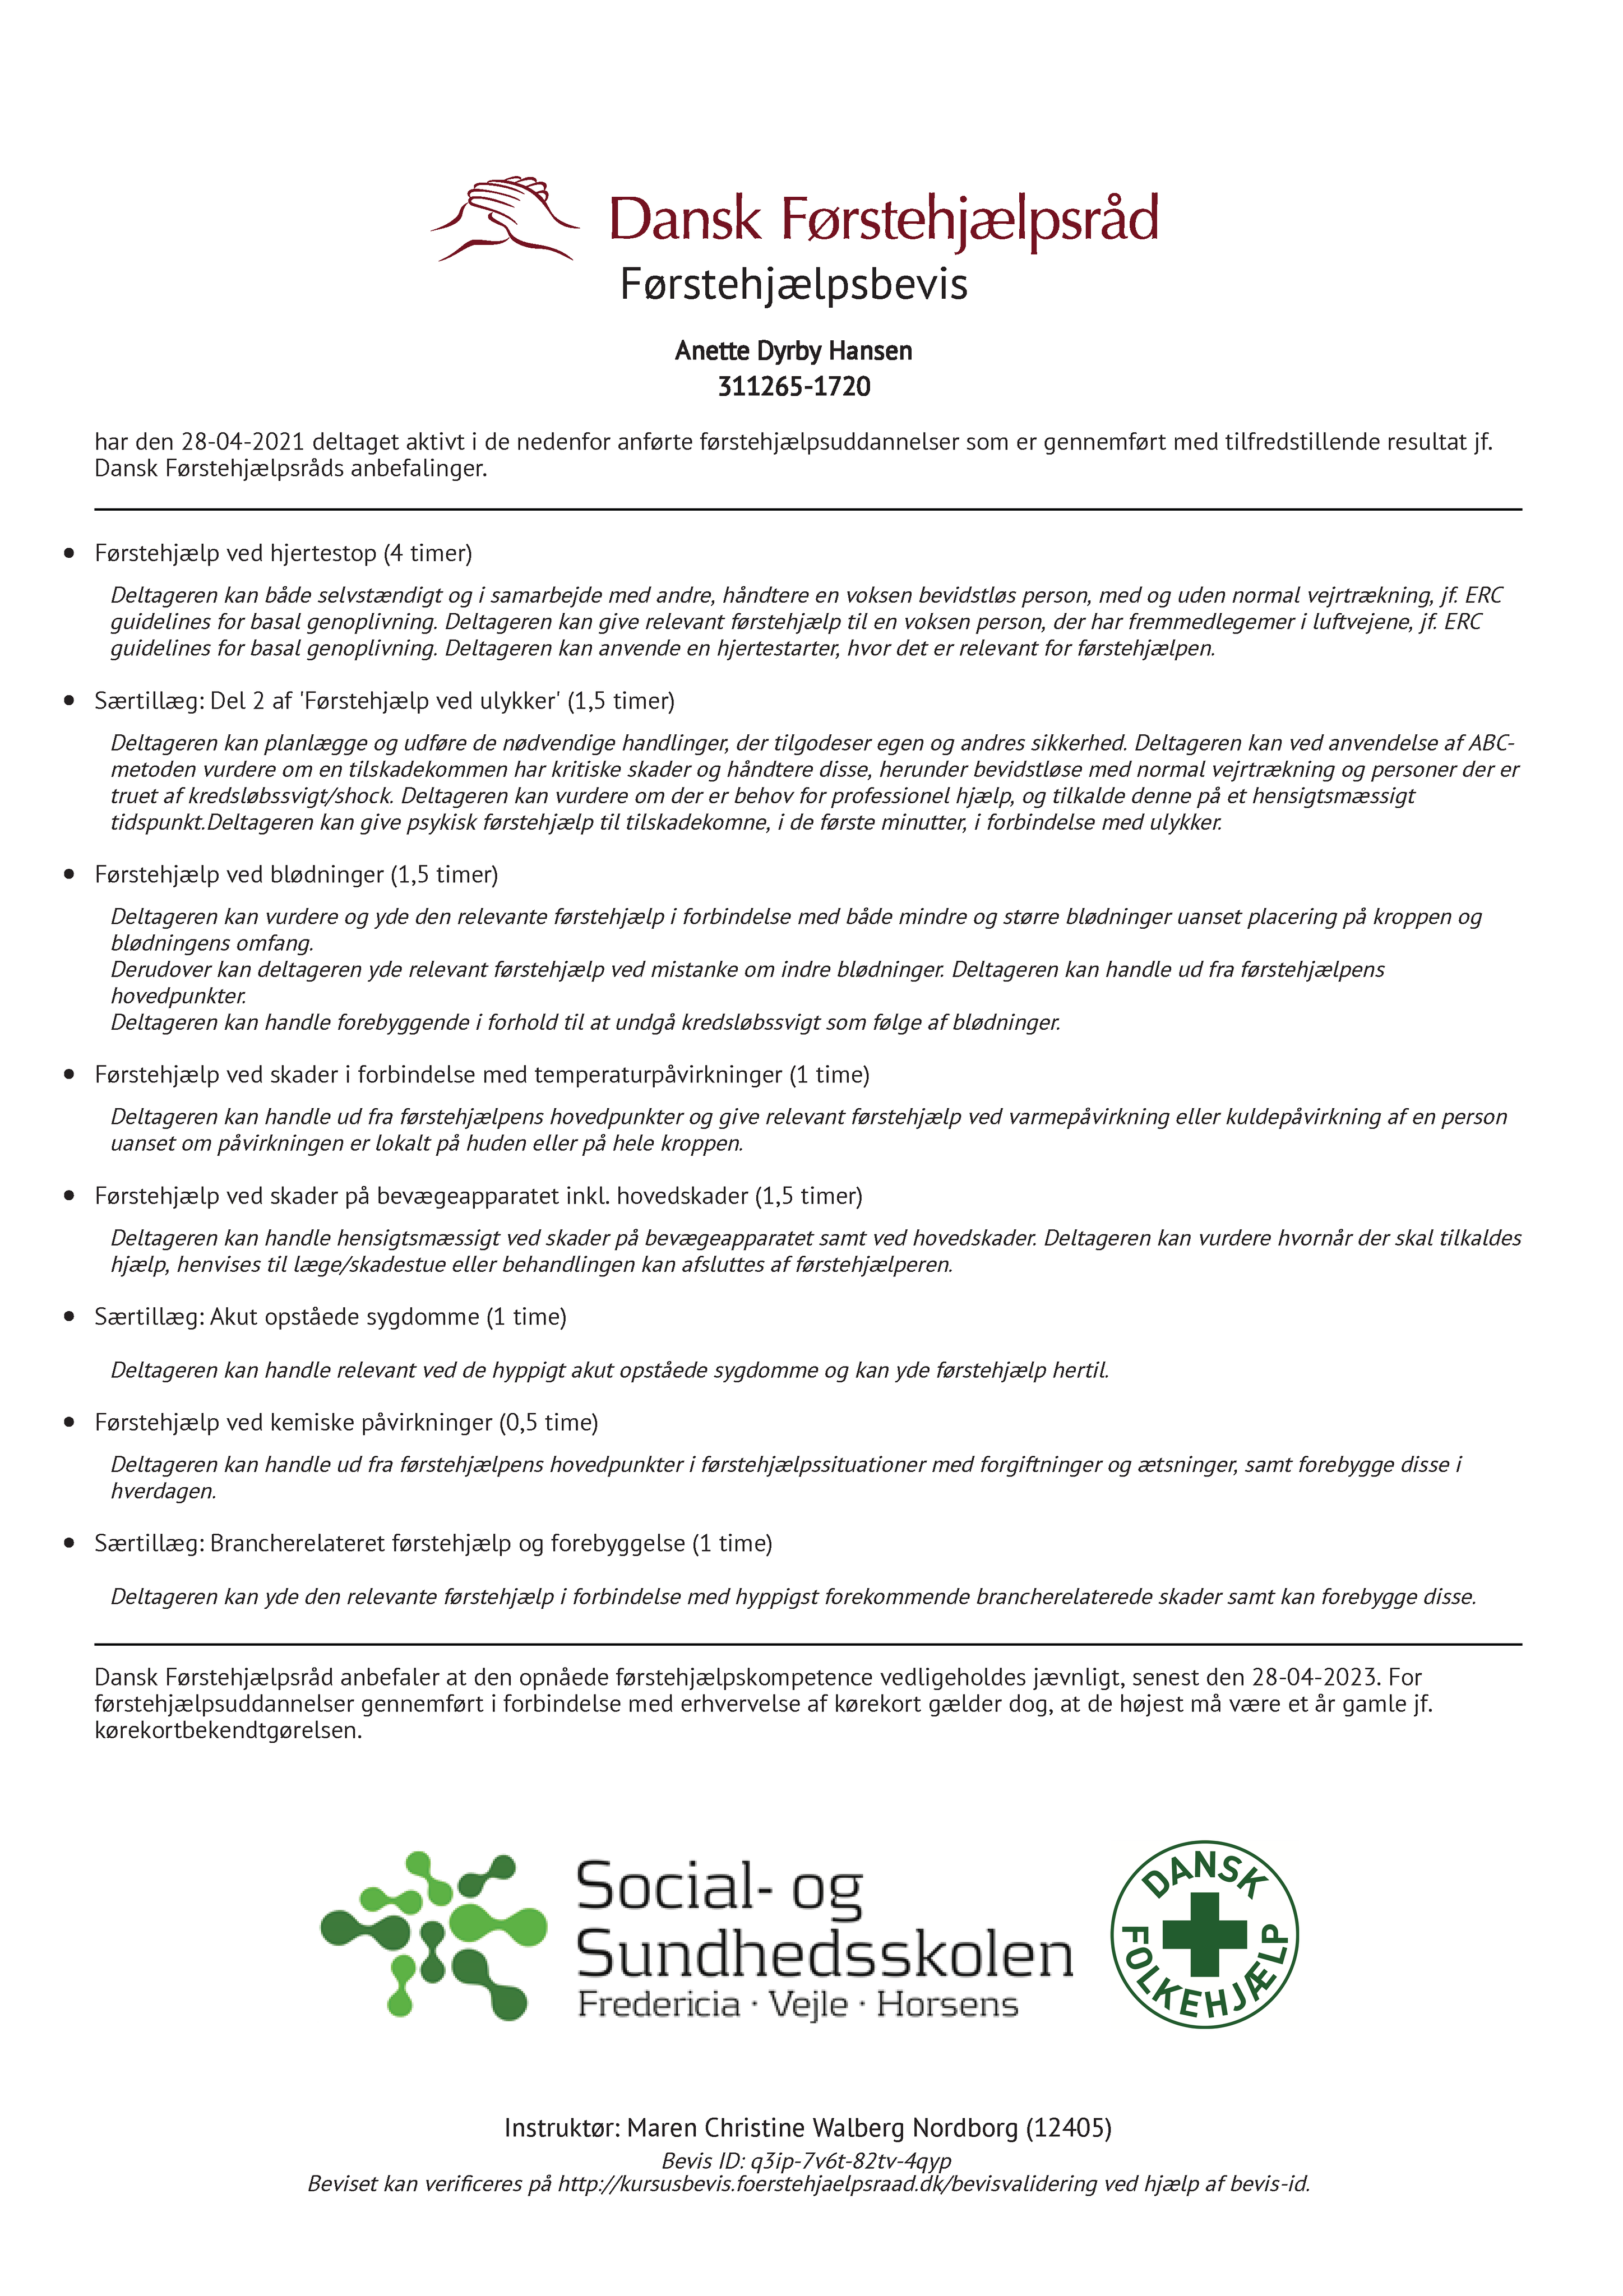 Dansk Førstehjælpsråd
Førstehjælpsbevis
Anette Dyrby Hansen
311265-1720
har den 28-04-2021 deltaget aktivt i de nedenfor anførte førstehjælpsuddannelser som er gennemført med tilfredstillende resultat jf.
Dansk Førstehjælpsråds anbefalinger.
• Førstehjælp ved hjertestop (4 timer)
Deltageren kan både selvstændigt og i samarbejde med andre, håndtere en voksen bevidstløs person, med og uden normal vejrtrækning, jf. ERC
guidelines for basal genoplivning. Deltageren kan give relevant førstehjælp til en voksen person, der har fremmedlegemer i luftvejene, jf. ERC
guidelines for basal genoplivning. Deltageren kan anvende en hjertestarter, hvor det er relevant for førstehjælpen.
• Særtillæg: Del 2 af 'Førstehjælp ved ulykker' (1,5 timer)
Deltageren kan planlægge og udføre de nødvendige handlinger, der tilgodeser egen og andres sikkerhed. Deltageren kan ved anvendelse af ABC-
metoden vurdere om en tilskadekommen har kritiske skader og håndtere disse, herunder bevidstløse med normal vejrtrækning og personer der er
truet af kredsløbssvigt/shock. Deltageren kan vurdere om der er behov for professionel hjælp, og tilkalde denne på et hensigtsmæssigt
tidspunkt.Deltageren kan give psykisk førstehjælp til tilskadekomne, i de første minutter, i forbindelse med ulykker.
• Førstehjælp ved blødninger (1,5 timer)
Deltageren kan vurdere og yde den relevante førstehjælp i forbindelse med både mindre og større blødninger uanset placering på kroppen og
blødningens omfang.
Derudover kan deltageren yde relevant førstehjælp ved mistanke om indre blødninger. Deltageren kan handle ud fra førstehjælpens
hovedpunkter.
Deltageren kan handle forebyggende i forhold til at undgå kredsløbssvigt som følge af blødninger.
• Førstehjælp ved skader i forbindelse med temperaturpåvirkninger (1 time)
Deltageren kan handle ud fra førstehjælpens hovedpunkter og give relevant førstehjælp ved varmepåvirkning eller kuldepåvirkning af en person
uanset om påvirkningen er lokalt på huden eller på hele kroppen.
• Førstehjælp ved skader på bevægeapparatet inkl. hovedskader (1,5 timer)
Deltageren kan handle hensigtsmæssigt ved skader på bevægeapparatet samt ved hovedskader. Deltageren kan vurdere hvornår der skal tilkaldes
hjælp, henvises til læge/skadestue eller behandlingen kan afsluttes af førstehjælperen.
• Særtillæg: Akut opståede sygdomme (1 time)
Deltageren kan handle relevant ved de hyppigt akut opståede sygdomme og kan yde førstehjælp hertil.
• Førstehjælp ved kemiske påvirkninger (0,5 time)
Deltageren kan handle ud fra førstehjælpens hovedpunkter i førstehjælpssituationer med forgiftninger og ætsninger, samt forebygge disse i
hverdagen.
• Særtillæg: Brancherelateret førstehjælp og forebyggelse (1 time)
Deltageren kan yde den relevante førstehjælp i forbindelse med hyppigst forekommende brancherelaterede skader samt kan forebygge disse.
Dansk Førstehjælpsråd anbefaler at den opnåede førstehjælpskompetence vedligeholdes jævnligt, senest den 28-04-2023. For
førstehjælpsuddannelser gennemført i forbindelse med erhvervelse af kørekort gælder dog, at de højest må være et år gamle jf.
kørekortbekendtgørelsen.
Social- og
Sundhedsskolen
Fredericia · Vejle · Horsens
DANSK
FOLKEHJÆLP
Instruktør: Maren Christine Walberg Nordborg (12405)
Bevis ID: q3ip-7v6t-82tv-4qyp
Beviset kan verificeres på http://kursusbevis.foerstehjaelpsraad.dk/bevisvalidering ved hjælp af bevis-id.